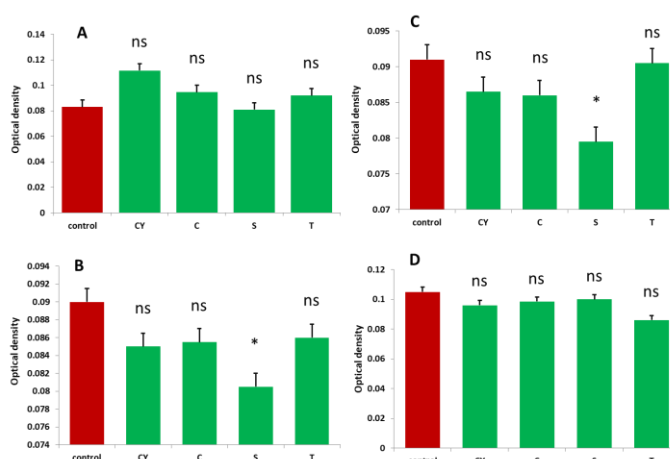 A
Optical density
0.14
0.12
0.1
0.08
0.06
0.04
0.02
0
ns
ns
ns
ns
control CY C S T
B
Optical density
0.094
0.092
0.09
0.088
0.086
0.084
0.082
0.08
0.078
0.076
0.074
ns
ns
*
ns
control CY C S T
C
Optical density
0.095
0.09
0.085
0.08
0.075
0.07
ns
ns
*
ns
control CY C S T
D
Optical density
0.12
0.1
0.08
0.06
0.04
0.02
0
ns
ns
ns
ns
control